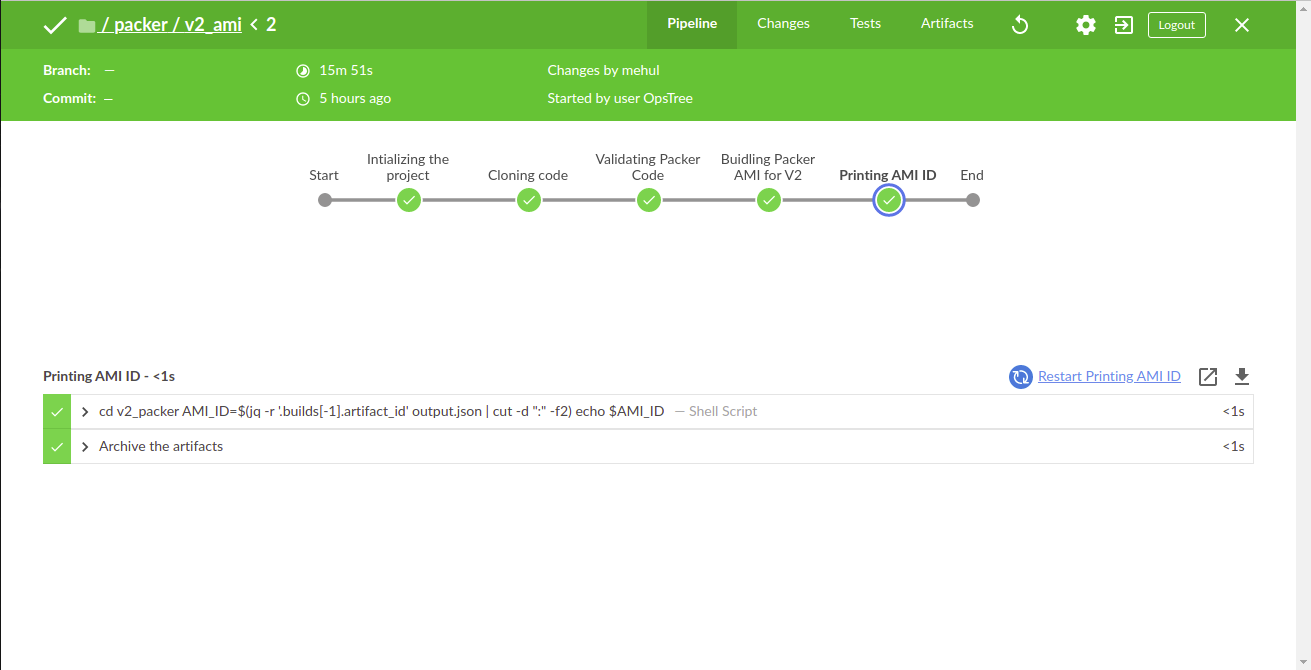 / packer / v2_ami < 2
Pipeline
Changes
Tests
Artifacts
Logout
Branch: —
15m 51s
Changes by mehul
Commit: —
5 hours ago
Started by user OpsTree
Start
Intializing the
project
Cloning code
Validating Packer
Code
Buidling Packer
AMI for V2
Printing AMI ID
End
Printing AMI ID - <1s
Restart Printing AMI ID
cd v2_packer AMI_ID=$(jq -r '.builds[-1].artifact_id' output.json | cut -d ":" -f2) echo $AMI_ID — Shell Script
<1s
Archive the artifacts
<1s